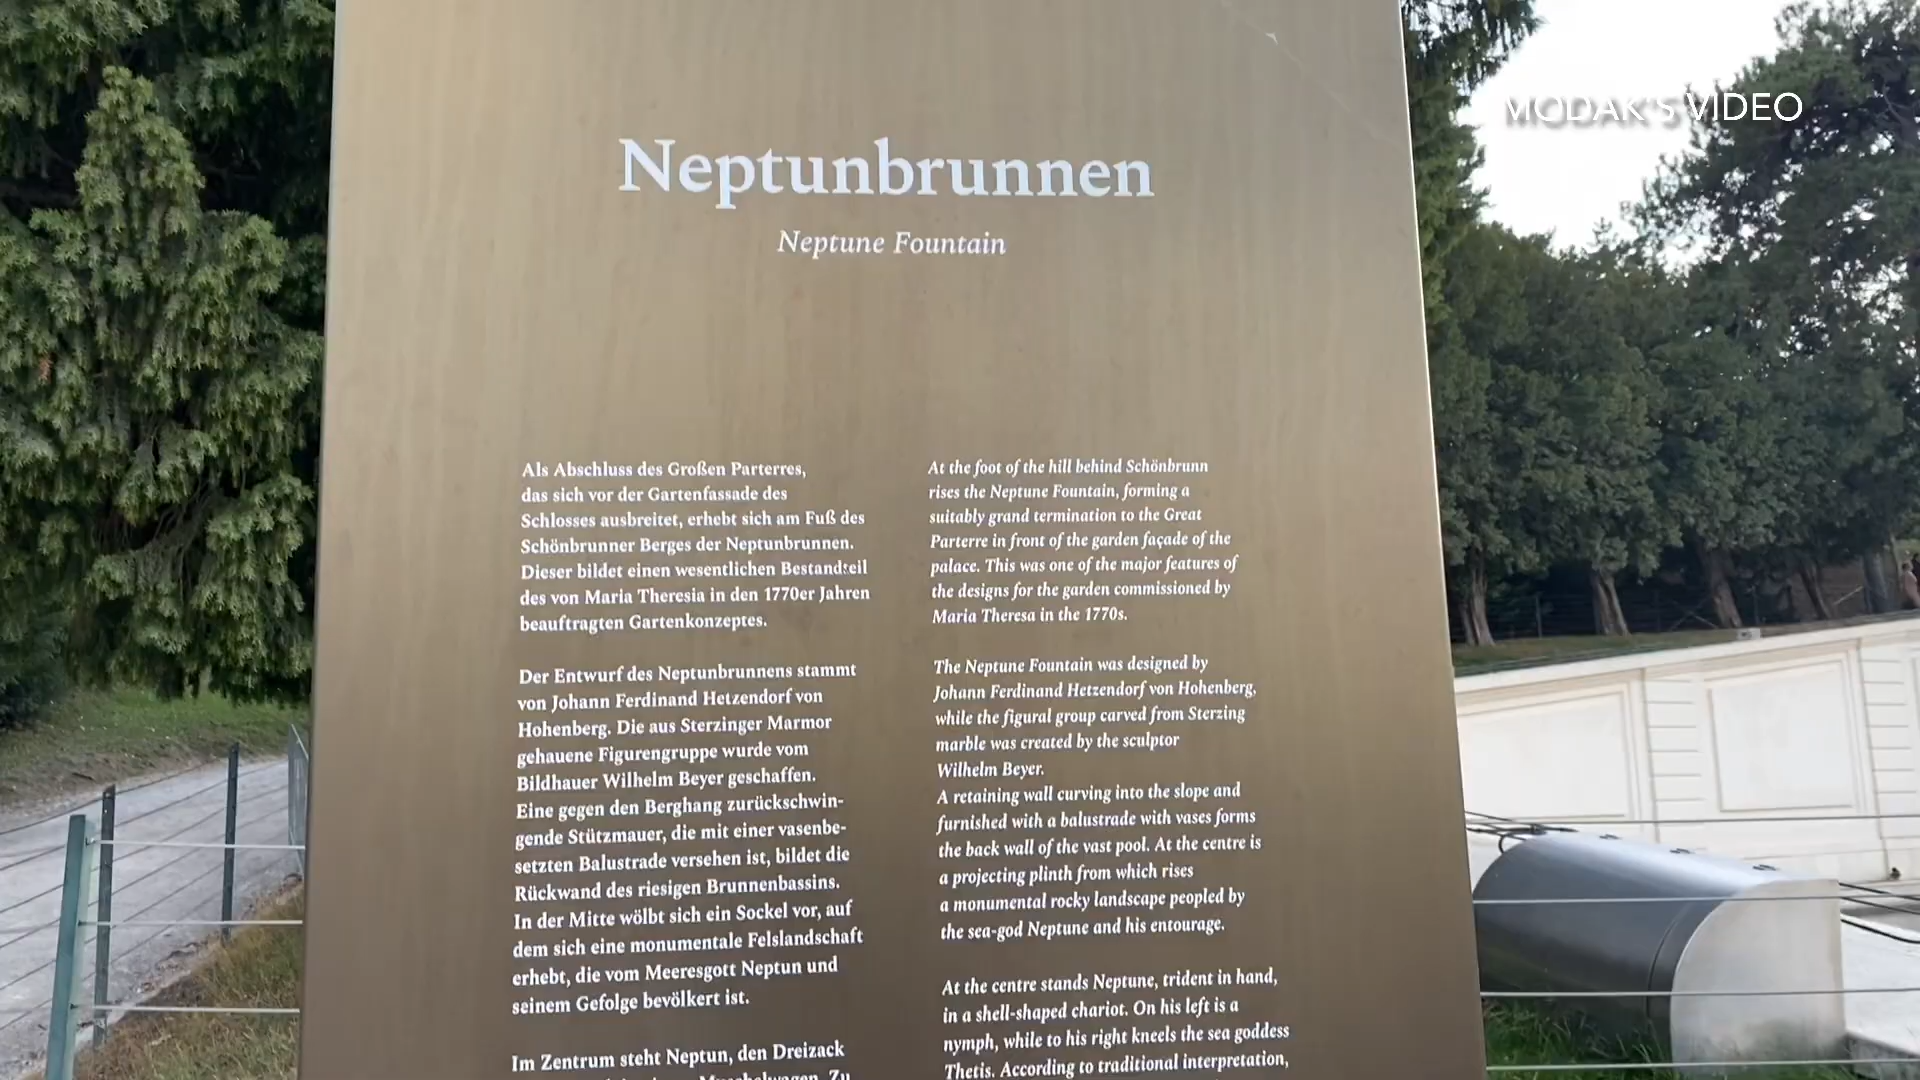 MODAK'S VIDEO
Neptunbrunnen
Neptune Fountain
Als Abschluss des Großen Parterres,
das sich vor der Gartenfassade des
Schlosses ausbreitet, erhebt sich am Fuß des
Schönbrunner Berges der Neptunbrunnen.
Dieser bildet einen wesentlichen Bestandteil
des von Maria Theresia in den 1770er Jahren
beauftragten Gartenkonzeptes.
Der Entwurf des Neptunbrunnens stammt
von Johann Ferdinand Hetzendorf von
Hohenberg. Die aus Sterzinger Marmor
gehauene Figurengruppe wurde vom
Bildhauer Wilhelm Beyer geschaffen.
Eine gegen den Berghang zurückschwin-
gende Stützmauer, die mit einer vasenbe-
setzten Balustrade versehen ist, bildet die
Rückwand des riesigen Brunnenbassins.
In der Mitte wölbt sich ein Sockel vor, auf
dem sich eine monumentale Felslandschaft
erhebt, die vom Meeresgott Neptun und
seinem Gefolge bevölkert ist.
Im Zentrum steht Neptun, den Dreizack
Muschelwagen. Zu
At the foot of the hill behind Schönbrunn
rises the Neptune Fountain, forming a
suitably grand termination to the Great
Parterre in front of the garden façade of the
palace. This was one of the major features of
the designs for the garden commissioned by
Maria Theresa in the 1770s.
The Neptune Fountain was designed by
Johann Ferdinand Hetzendorf von Hohenberg,
while the figural group carved from Sterzing
marble was created by the sculptor
Wilhelm Beyer.
A retaining wall curving into the slope and
furnished with a balustrade with vases forms
the back wall of the vast pool. At the centre is
a projecting plinth from which rises
a monumental rocky landscape peopled by
the sea-god Neptune and his entourage.
At the centre stands Neptune, trident in hand,
in a shell-shaped chariot. On his left is a
nymph, while to his right kneels the sea goddess
Thetis. According to traditional interpretation,